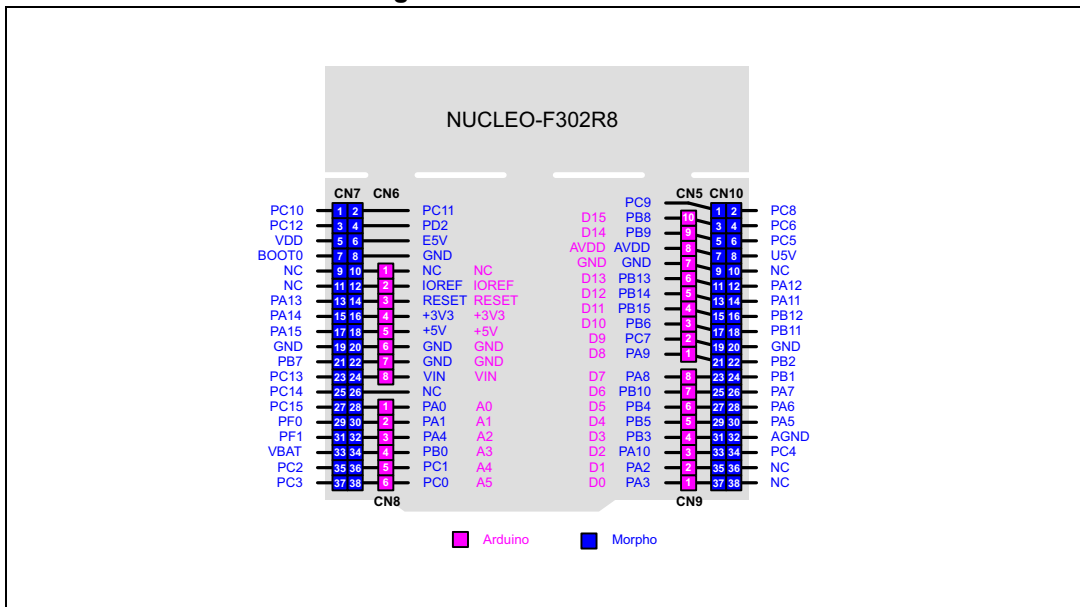 NUCLEO-F302R8
CN7 CN6 CN5 CN10
PC9
PC10 1 2 PC11 D15 PB8 10 1 2 PC8
PC12 3 4 PD2 D14 PB9 9 3 4 PC6
VDD 5 6 E5V AVDD AVDD 8 5 6 PC5
BOOT0 7 8 GND GND GND 7 7 8 U5V
NC 9 10 1 NC NC D13 PB13 6 9 10 NC
NC 11 12 2 IOREF IOREF D12 PB14 5 11 12 PA12
PA13 13 14 3 RESET RESET D11 PB15 4 13 14 PA11
PA14 15 16 4 +3V3 +3V3 D10 PB6 3 15 16 PB12
PA15 17 18 5 +5V +5V D9 PC7 2 17 18 PB11
GND 19 20 6 GND GND D8 PA9 1 19 20 GND
PB7 21 22 7 GND GND 21 22 PB2
PC13 23 24 8 VIN VIN D7 PA8 8 23 24 PB1
PC14 25 26 NC D6 PB10 7 25 26 PA7
PC15 27 28 1 PA0 A0 D5 PB4 6 27 28 PA6
PF0 29 30 2 PA1 A1 D4 PB5 5 29 30 PA5
PF1 31 32 3 PA4 A2 D3 PB3 4 31 32 AGND
VBAT 33 34 4 PB0 A3 D2 PA10 3 33 34 PC4
PC2 35 36 5 PC1 A4 D1 PA2 2 35 36 NC
PC3 37 38 6 PC0 A5 D0 PA3 1 37 38 NC
CN8 CN9
Arduino Morpho